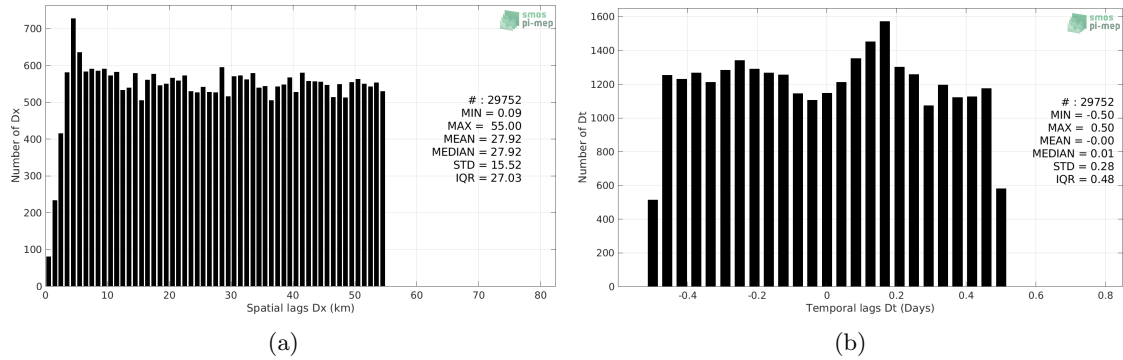 smos
pi-mep
700
600
500
400
300
200
100
0
Number of Dx
# : 29752
MIN = 0.09
MAX = 55.00
MEAN = 27.92
MEDIAN = 27.92
STD = 15.52
IQR = 27.03
0 10 20 30 40 50 60 70 80
Spatial lags Dx (km)
(a)
smos
pi-mep
1600
1400
1200
1000
800
600
400
200
0
Number of Dt
# : 29752
MIN = -0.50
MAX = 0.50
MEAN = -0.00
MEDIAN = 0.01
STD = 0.28
IQR = 0.48
-0.4 -0.2 0 0.2 0.4 0.6 0.8
Temporal lags Dt (Days)
(b)